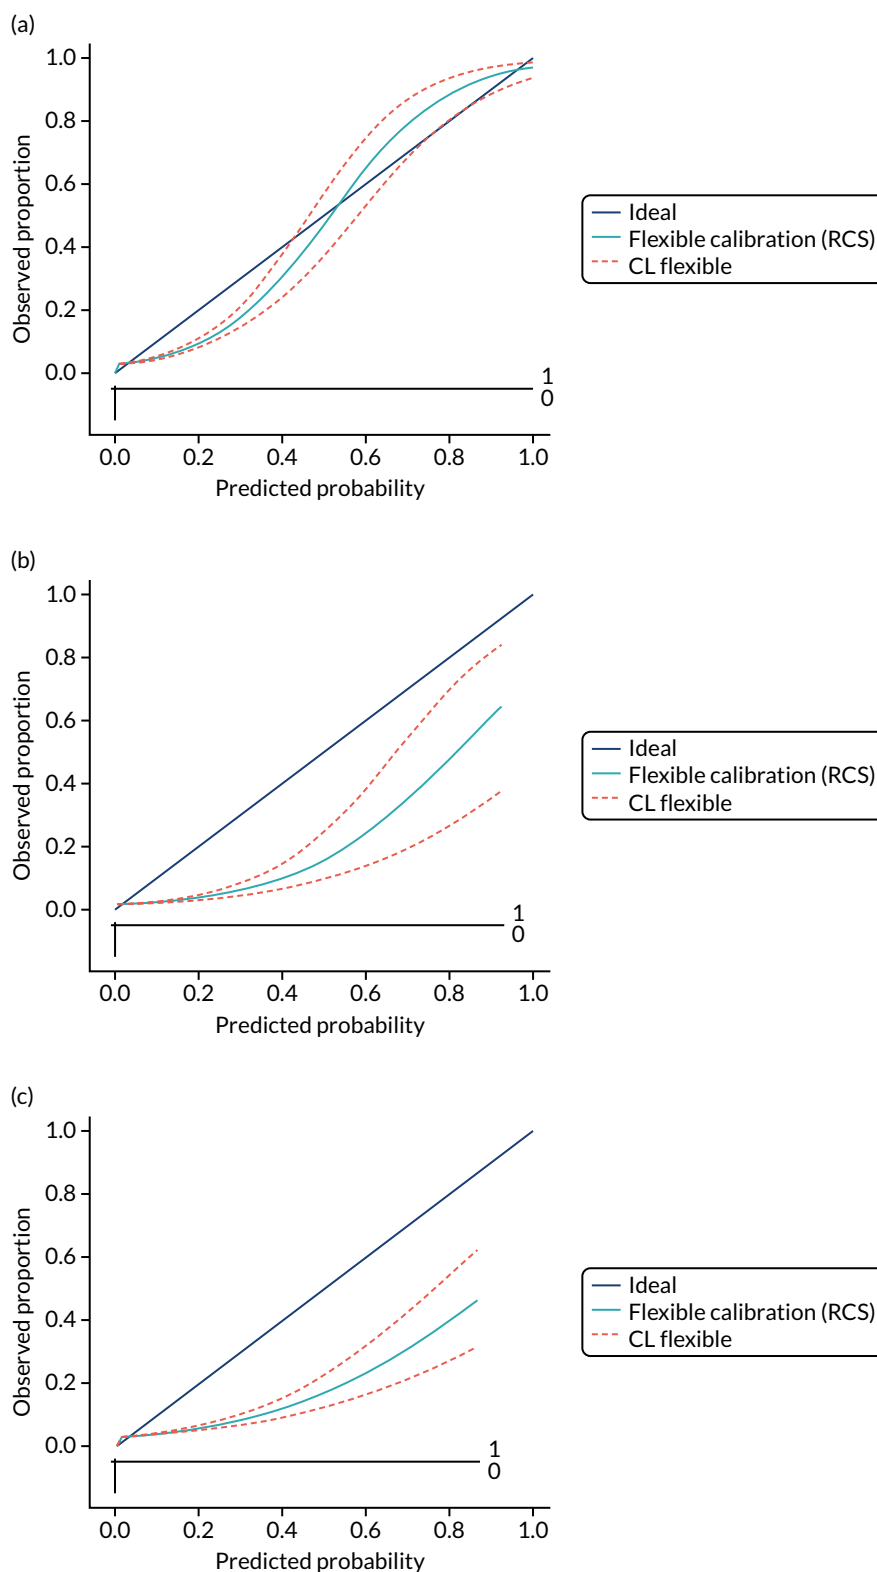 (a)
1.0
0.8
0.6
0.4
0.2
0.0
Observed proportion
1
0
0.0 0.2 0.4 0.6 0.8 1.0
Predicted probability
Ideal
Flexible calibration (RCS)
CL flexible
(b)
1.0
0.8
0.6
0.4
0.2
0.0
Observed proportion
1
0
0.0 0.2 0.4 0.6 0.8 1.0
Predicted probability
Ideal
Flexible calibration (RCS)
CL flexible
(c)
1.0
0.8
0.6
0.4
0.2
0.0
Observed proportion
1
0
0.0 0.2 0.4 0.6 0.8 1.0
Predicted probability
Ideal
Flexible calibration (RCS)
CL flexible